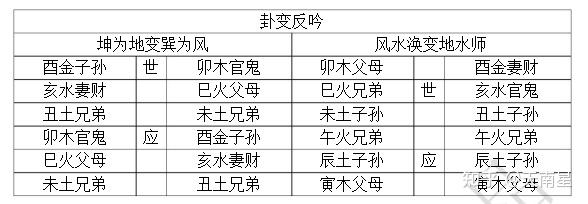 卦变反吟
坤为地变巽为风 风水涣变地水师
酉金子孙 世 卯木官鬼 卯木父母 酉金妻财
亥水妻财 巳火父母 巳火兄弟 世 亥水官鬼
丑土兄弟 未土兄弟 未土子孙 丑土子孙
卯木官鬼 应 酉金子孙 午火兄弟 午火兄弟
巳火父母 亥水妻财 辰土子孙 应 辰土子孙
未土兄弟 丑土兄弟 寅木父母 寅木父母